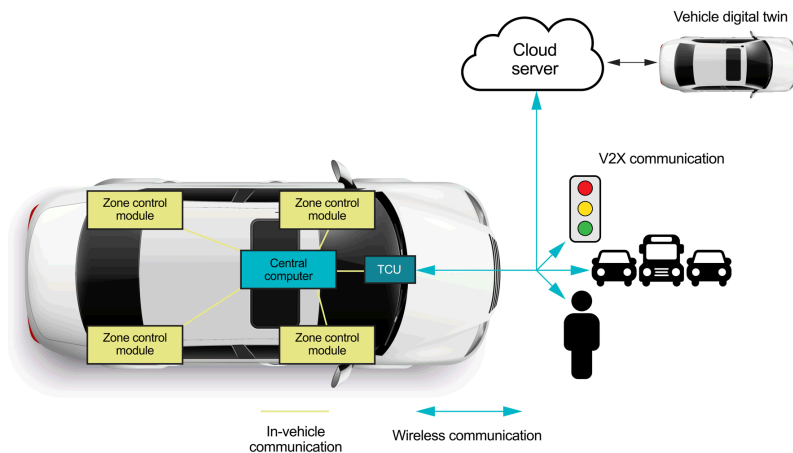 Vehicle digital twin
Cloud
server
V2X communication
Zone control
module
Zone control
module
Central
computer
TCU
Zone control
module
Zone control
module
In-vehicle
communication
Wireless communication